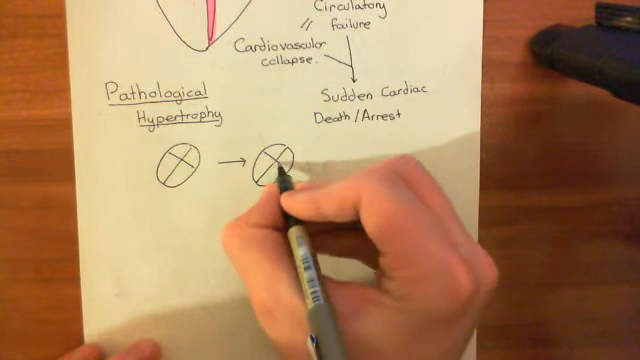 Circulatory
failure
Cardiovascular
collapse.
Sudden Cardiac
Death/Arrest
Pathological
Hypertrophy